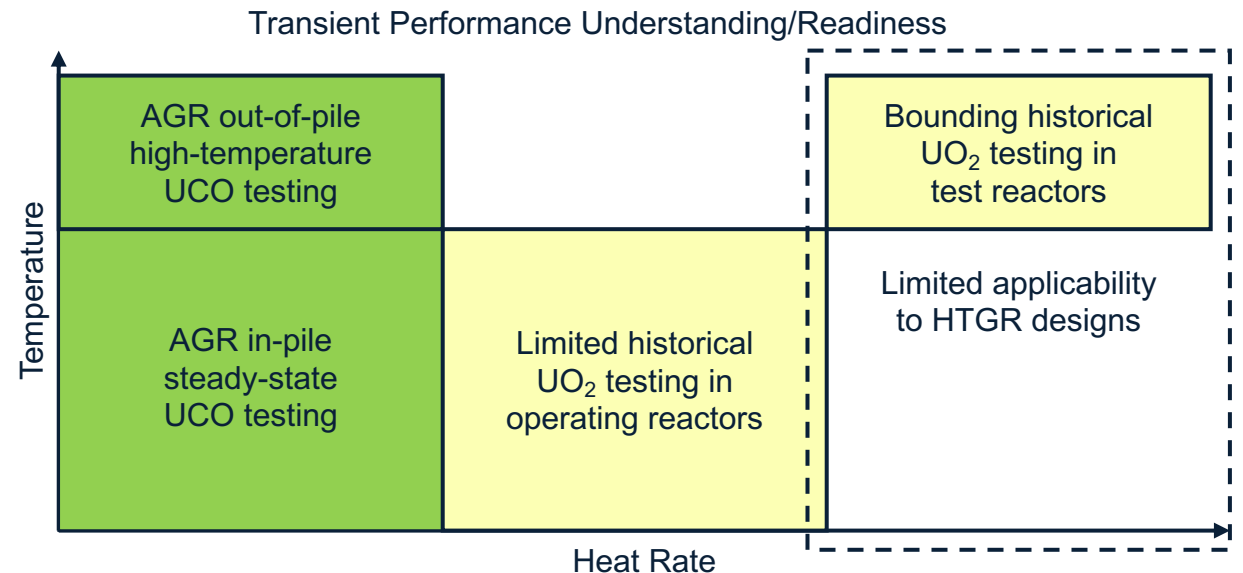 Transient Performance Understanding/Readiness
AGR out-of-pile
high-temperature
UCO testing
Bounding historical
UO₂ testing in
test reactors
Temperature
AGR in-pile
steady-state
UCO testing
Limited historical
UO₂ testing in
operating reactors
Limited applicability
to HTGR designs
Heat Rate